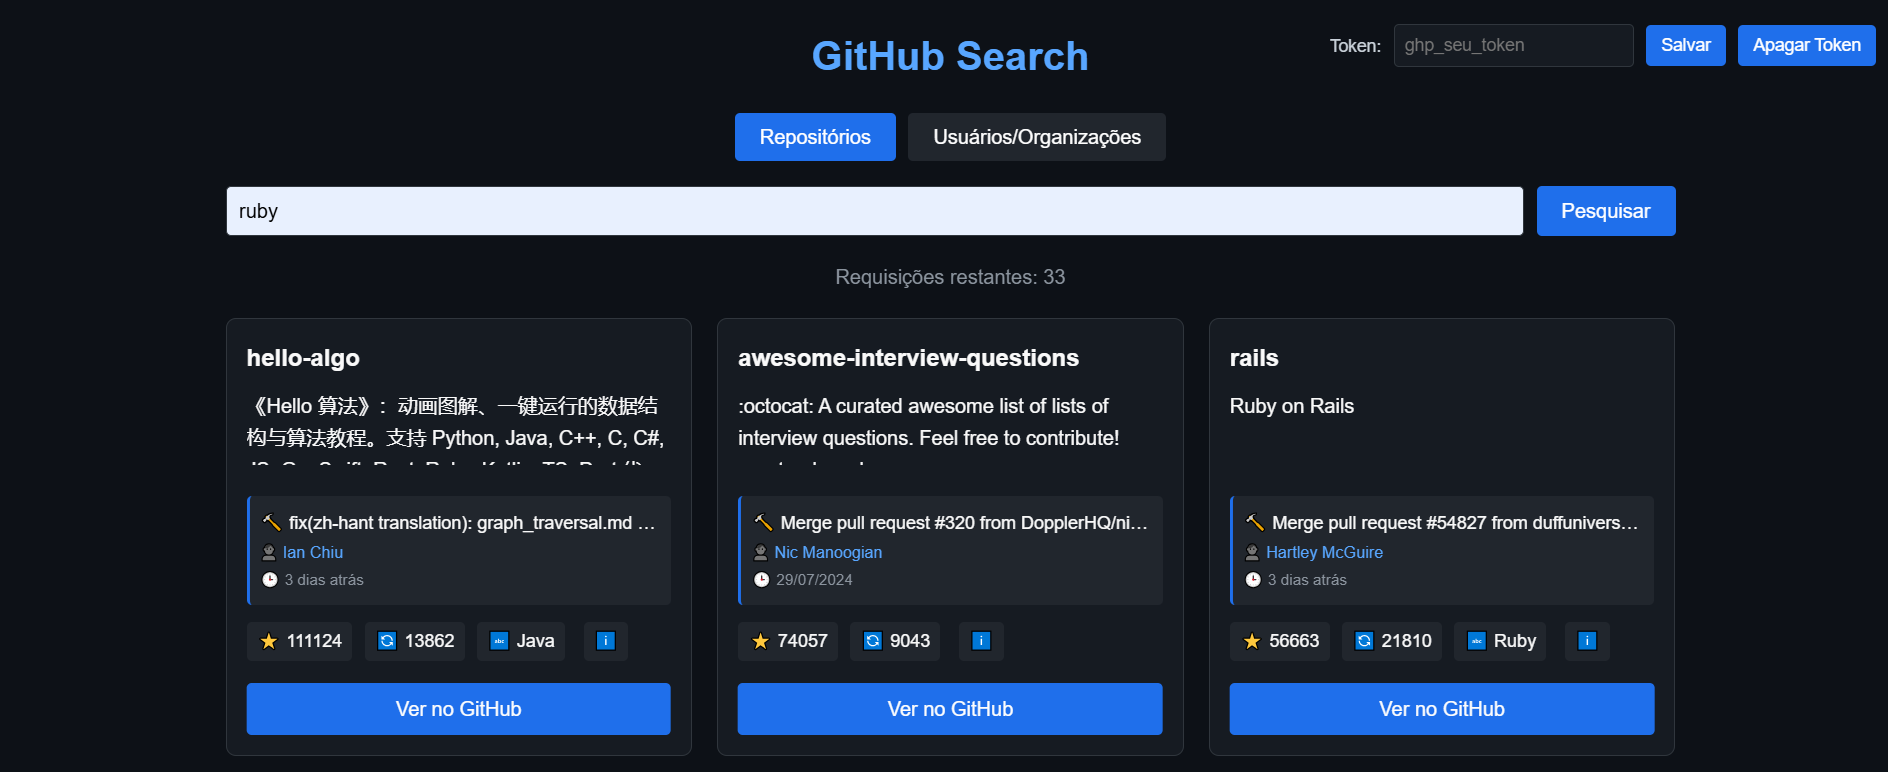 GitHub Search
Token:
ghp_seu_token
Salvar
Apagar Token
Repositórios
Usuários/Organizações
ruby
Pesquisar
Requisições restantes: 33
hello-algo
《Hello 算法》：动画图解、一键运行的数据结
构与算法教程。支持 Python, Java, C++, C, C#,
fix(zh-hant translation): graph_traversal.md …
Ian Chiu
3 dias atrás
111124
13862
abc Java
i
Ver no GitHub
awesome-interview-questions
:octocat: A curated awesome list of lists of
interview questions. Feel free to contribute!
Merge pull request #320 from DopplerHQ/ni…
Nic Manoogian
29/07/2024
74057
9043
i
Ver no GitHub
rails
Ruby on Rails
Merge pull request #54827 from duffunivers…
Hartley McGuire
3 dias atrás
56663
21810
abc Ruby
i
Ver no GitHub